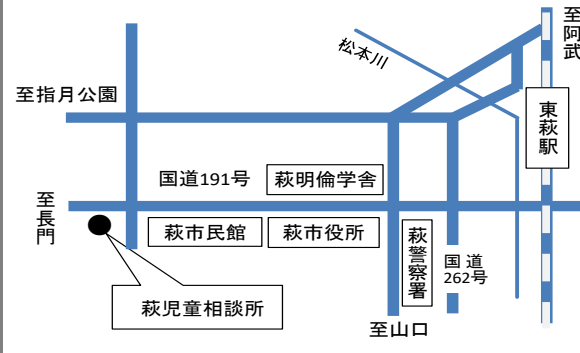 至阿武
松本川
至指月公園
東萩駅
国道191号
萩明倫学舎
至長門
萩市民館
萩市役所
萩警察署
国道
262号
萩児童相談所
至山口